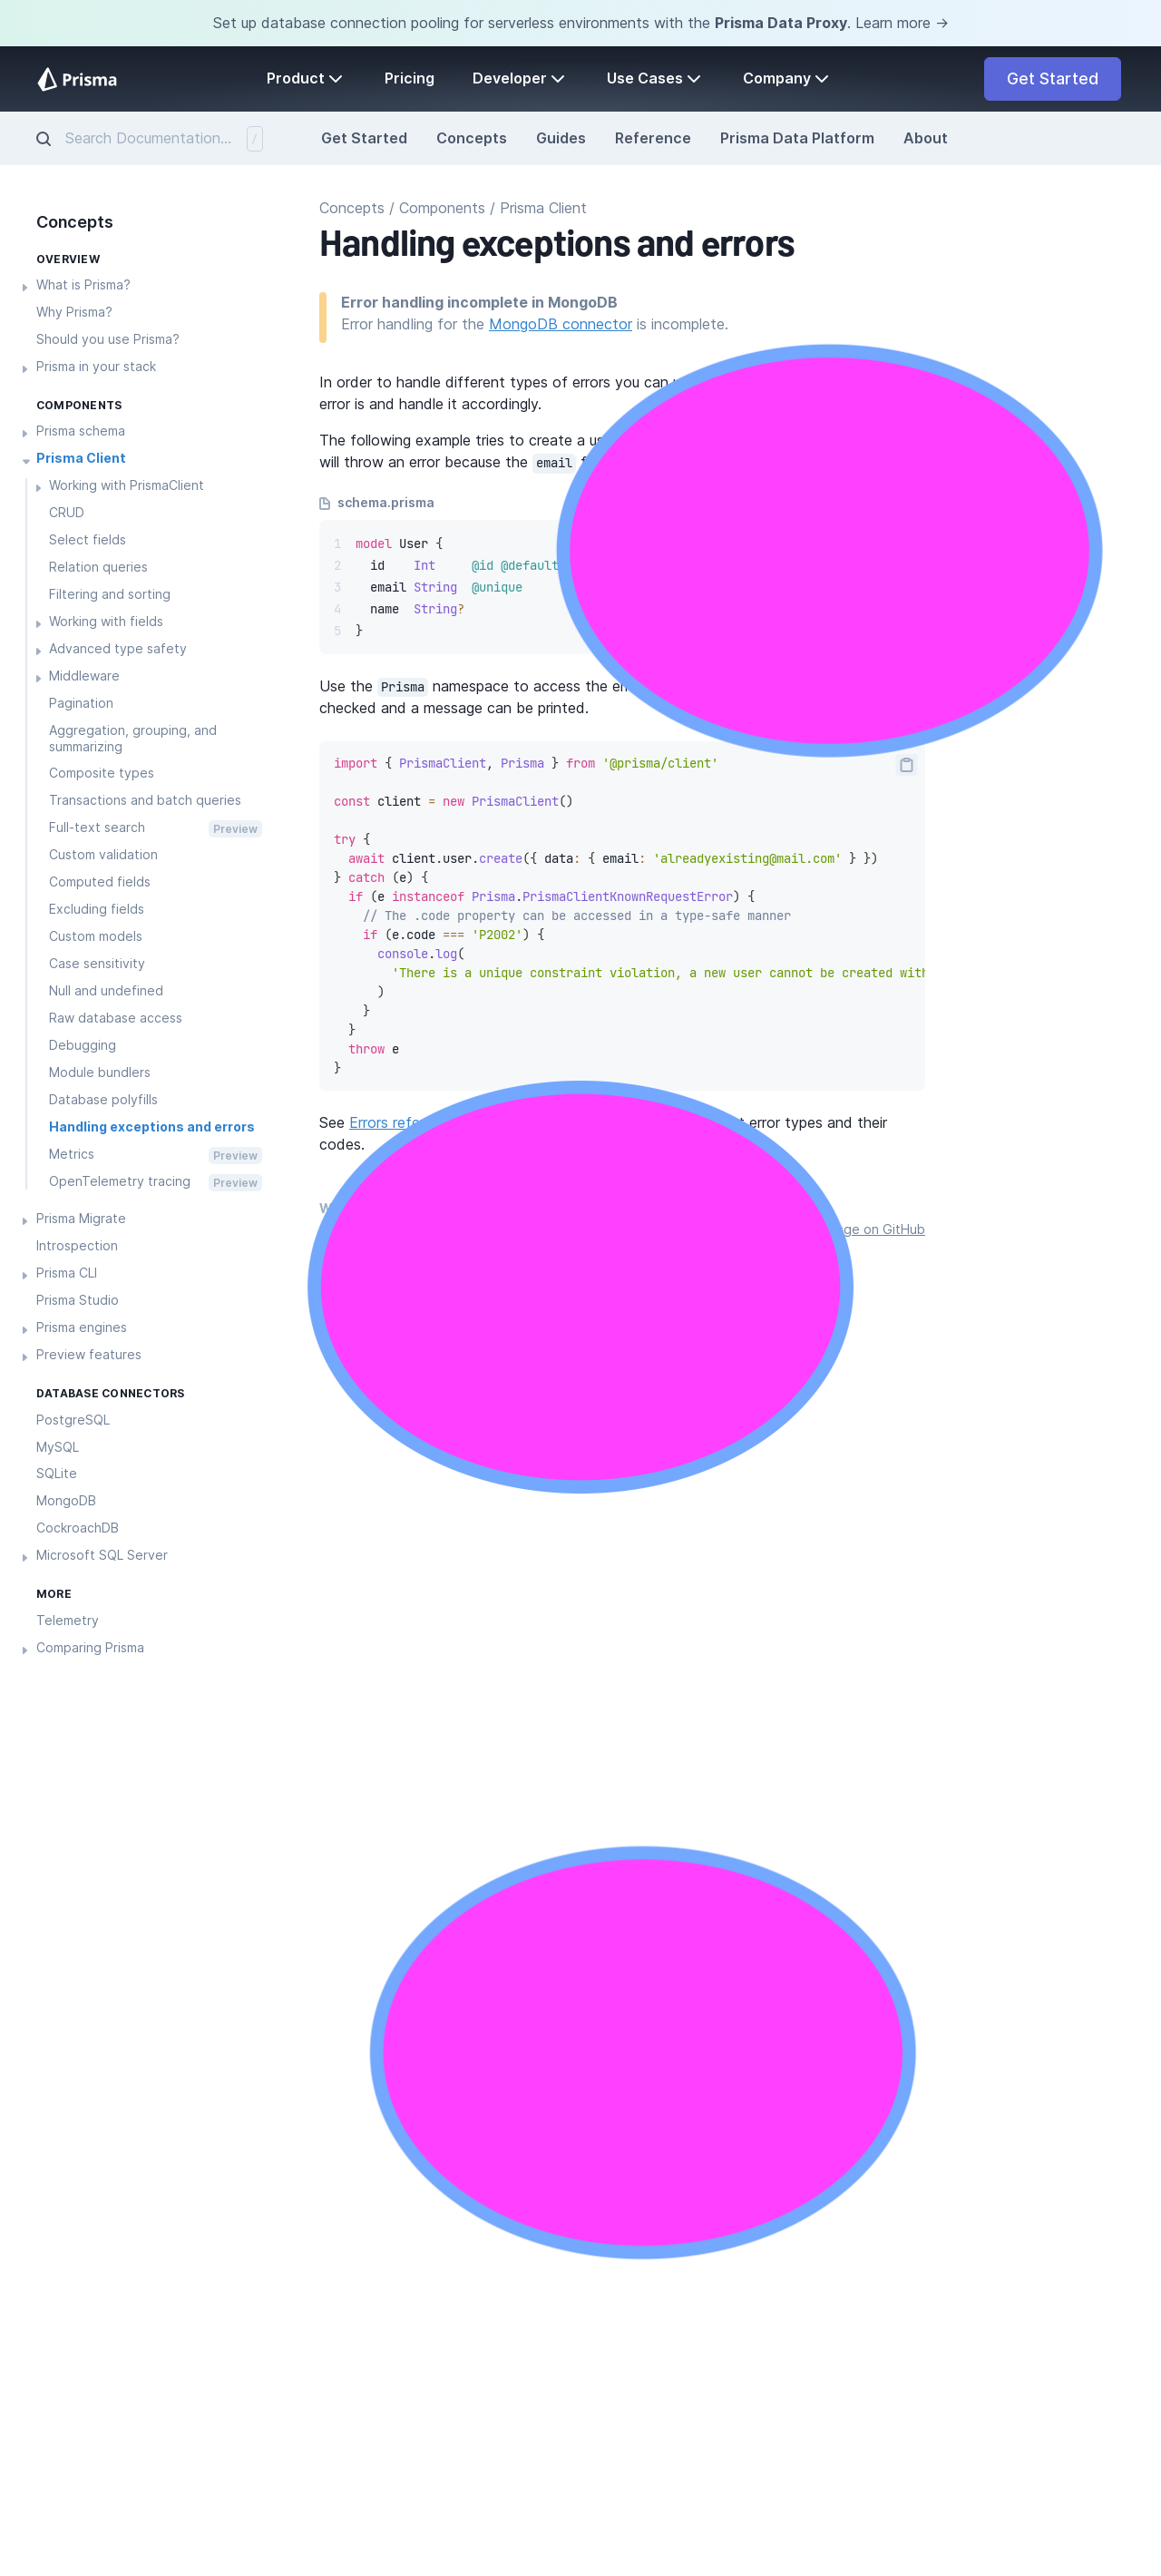 Set up database connection pooling for serverless environments with the Prisma Data Proxy. Learn more →
Prisma
Product
Pricing
Developer
Use Cases
Company
Get Started
Search Documentation...
/
Get Started
Concepts
Guides
Reference
Prisma Data Platform
About
Concepts
OVERVIEW
What is Prisma?
Why Prisma?
Should you use Prisma?
Prisma in your stack
COMPONENTS
Prisma schema
Prisma Client
Working with PrismaClient
CRUD
Select fields
Relation queries
Filtering and sorting
Working with fields
Advanced type safety
Middleware
Pagination
Aggregation, grouping, and
summarizing
Composite types
Transactions and batch queries
Full-text search Preview
Custom validation
Computed fields
Excluding fields
Custom models
Case sensitivity
Null and undefined
Raw database access
Debugging
Module bundlers
Database polyfills
Handling exceptions and errors
Metrics Preview
OpenTelemetry tracing Preview
Prisma Migrate
Introspection
Prisma CLI
Prisma Studio
Prisma engines
Preview features
DATABASE CONNECTORS
PostgreSQL
MySQL
SQLite
MongoDB
CockroachDB
Microsoft SQL Server
MORE
Telemetry
Comparing Prisma
Concepts / Components / Prisma Client
Handling exceptions and errors
Error handling incomplete in MongoDB
Error handling for the MongoDB connector is incomplete.
In order to handle different types of errors you can
error is and handle it accordingly.
The following example tries to create a
will throw an error because the email
schema.prisma
1 model User {
2 id Int @id @default
3 email String @unique
4 name String?
5 }
Use the Prisma namespace to access the
checked and a message can be printed.
import { PrismaClient, Prisma } from '@prisma/client'
const client = new PrismaClient()
try {
await client.user.create({ data: { email: 'alreadyexisting@mail.com' } })
} catch (e) {
if (e instanceof Prisma.PrismaClientKnownRequestError) {
// The .code property can be accessed in a type-safe manner
if (e.code === 'P2002') {
console.log(
'There is a unique constraint violation, a new user cannot be created with
)
}
}
throw e
}
See Errors error types and their
codes.
on GitHub